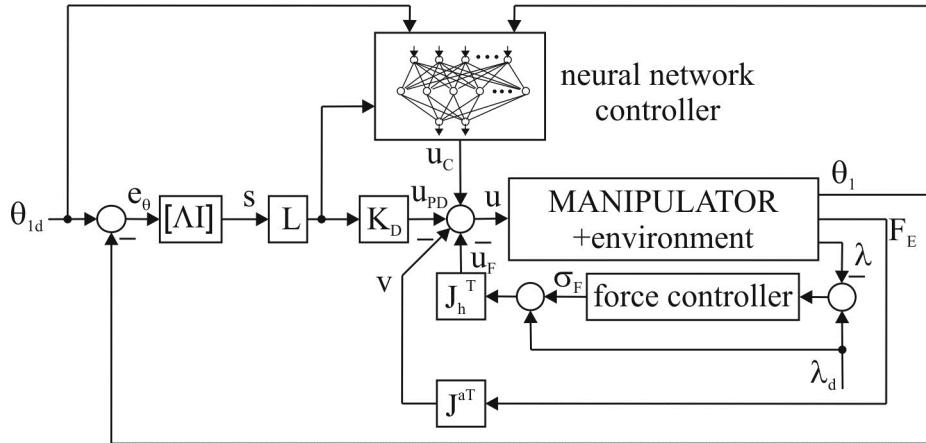 neural network
controller
u_C
θ_1d
e_θ
[ΛI]
s
L
K_D
u_PD
u
MANIPULATOR
+environment
θ_1
F_E
λ
v
u_F
J_h^T
σ_F
force controller
λ_d
J^aT